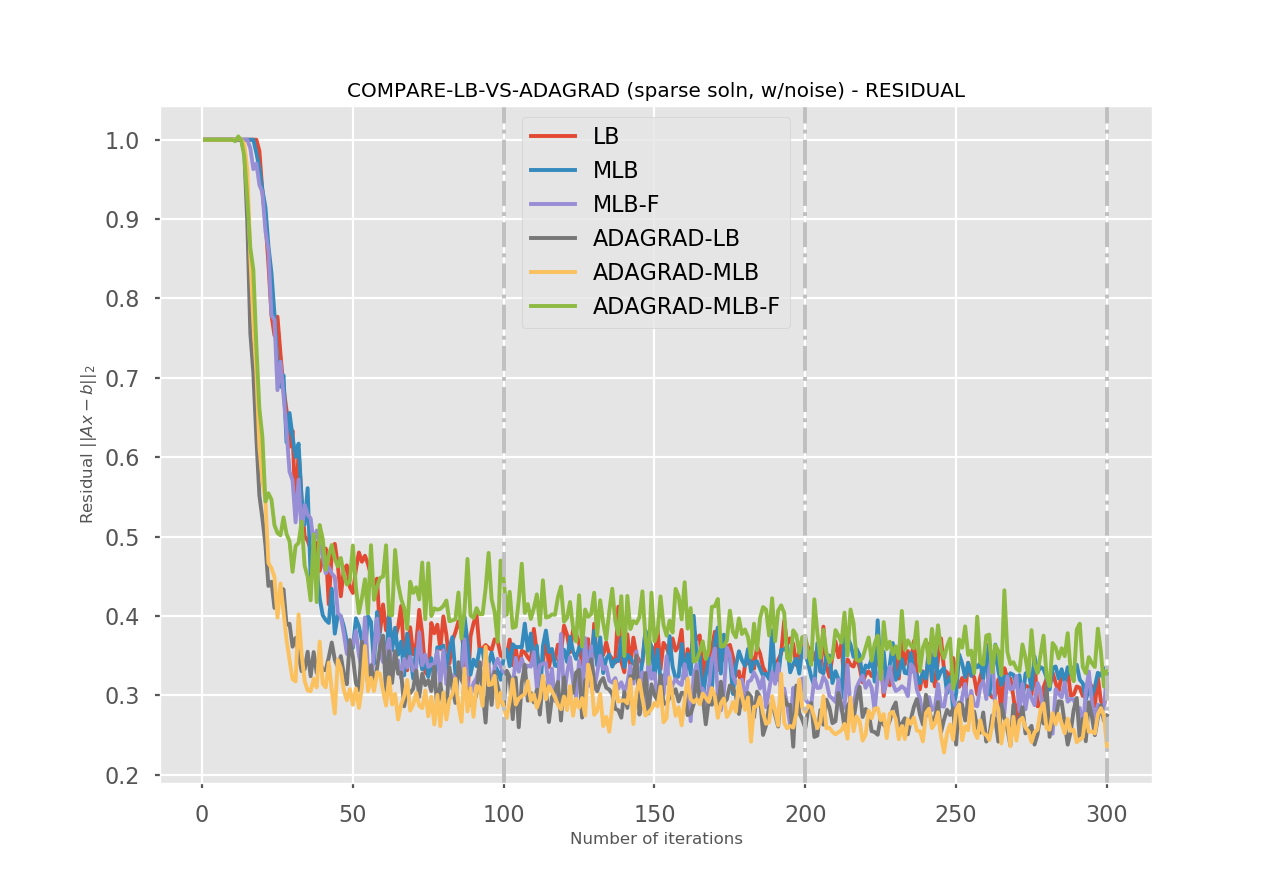 COMPARE-LB-VS-ADAGRAD (sparse soln, w/noise) - RESIDUAL
LB
MLB
MLB-F
ADAGRAD-LB
ADAGRAD-MLB
ADAGRAD-MLB-F
1.0
0.9
0.8
0.7
0.6
0.5
0.4
0.3
0.2
Residual ||Ax − b||₂
0 50 100 150 200 250 300
Number of iterations